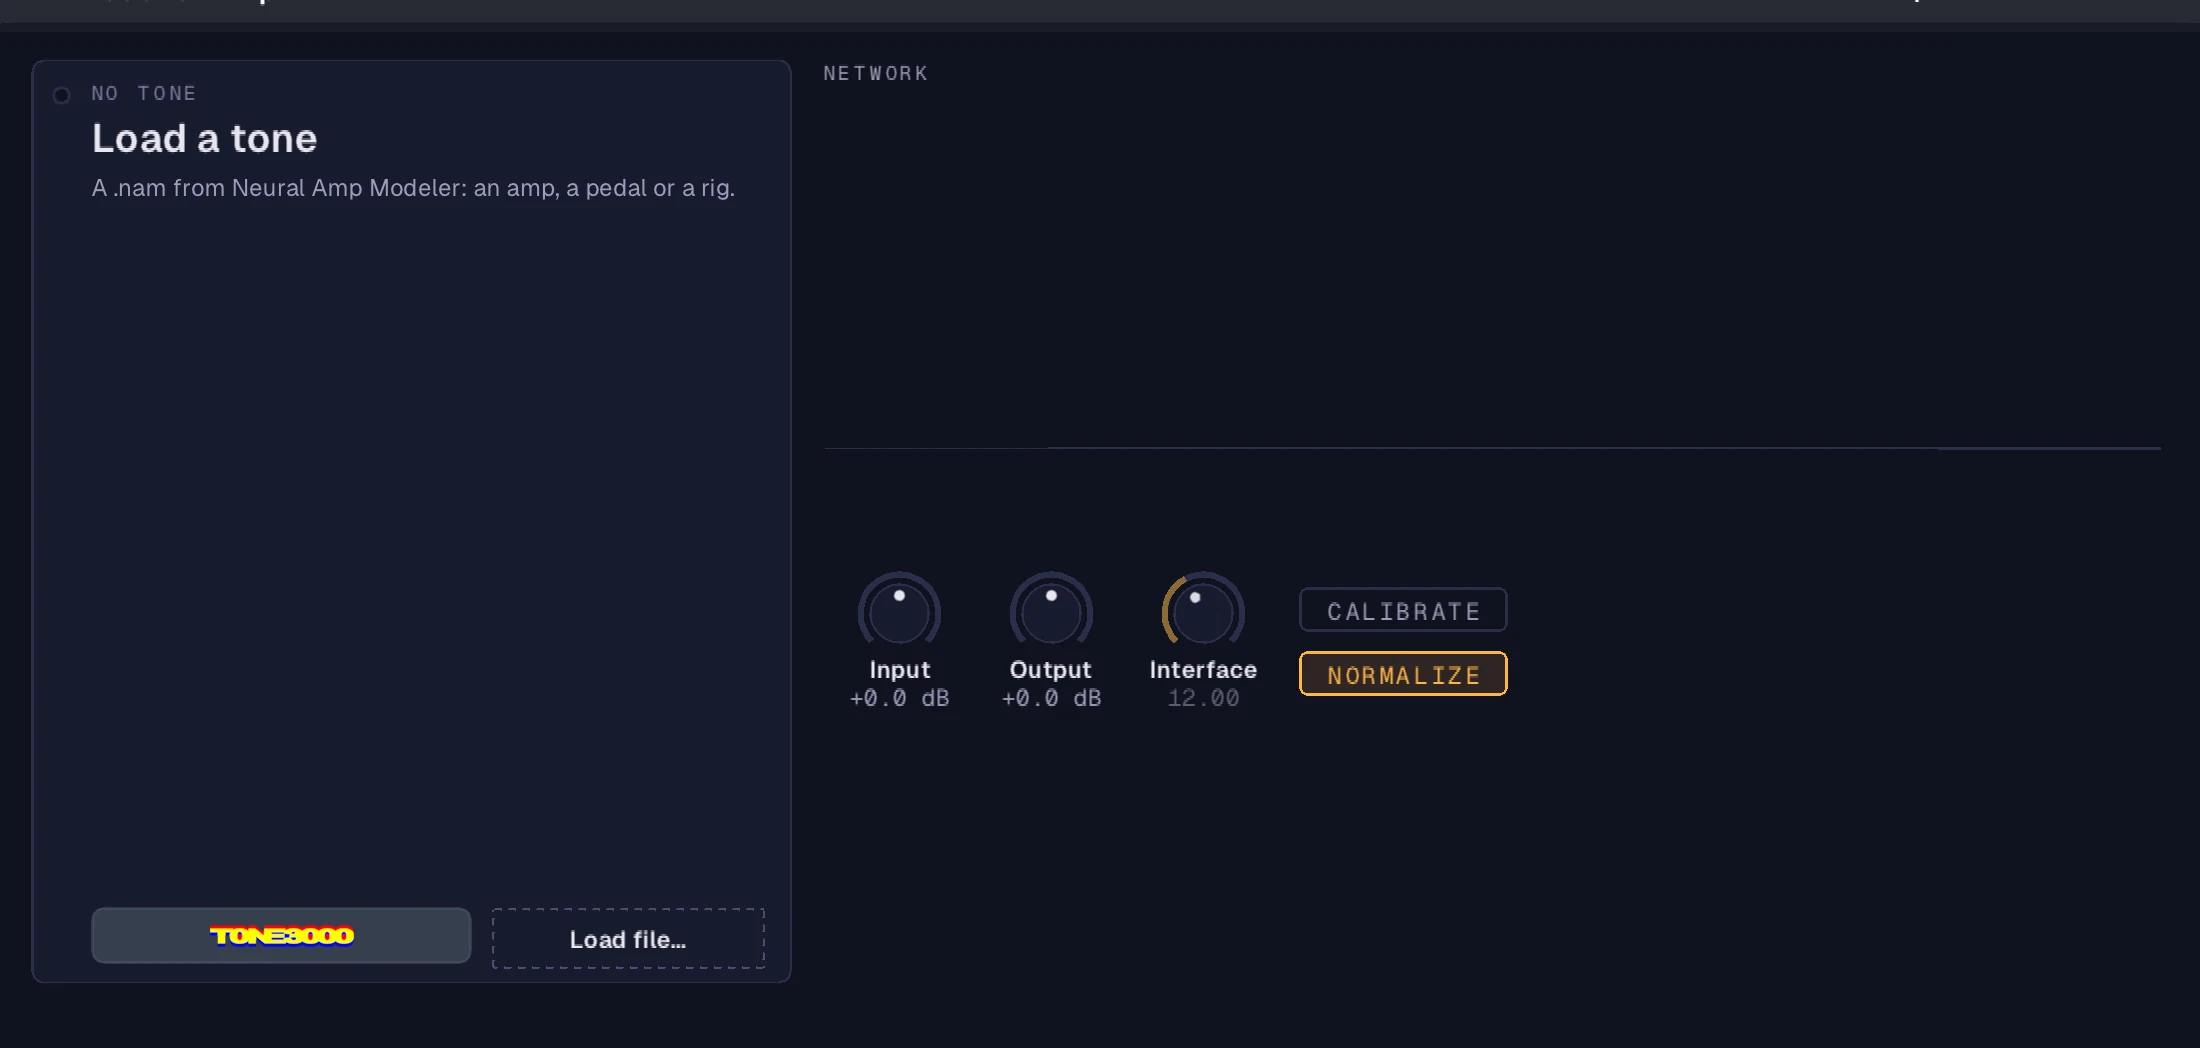 NO TONE
Load a tone
A .nam from Neural Amp Modeler: an amp, a pedal or a rig.
TONE3000
Load file...
NETWORK
Input
+0.0 dB
Output
+0.0 dB
Interface
12.00
CALIBRATE
NORMALIZE